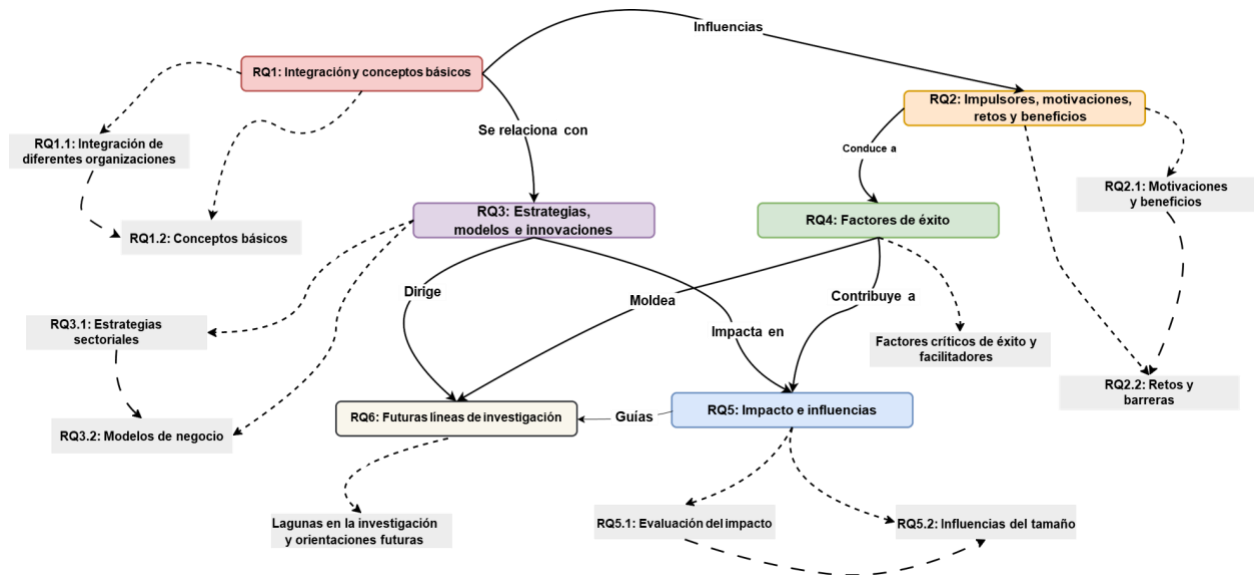 Influencias
RQ1: Integración y conceptos básicos
RQ2: Impulsores, motivaciones,
retos y beneficios
Se relaciona con
RQ1.1: Integración de
diferentes organizaciones
Conduce a
RQ2.1: Motivaciones
y beneficios
RQ1.2: Conceptos básicos
RQ3: Estrategias,
modelos e innovaciones
RQ4: Factores de éxito
Dirige
Moldea
Contribuye a
RQ3.1: Estrategias
sectoriales
Impacta en
Factores críticos de éxito y
facilitadores
RQ2.2: Retos y
barreras
RQ3.2: Modelos de negocio
RQ6: Futuras lineas de investigación
Guías
RQ5: Impacto e influencias
Lagunas en la investigación
y orientaciones futuras
RQ5.1: Evaluación del impacto
RQ5.2: Influencias del tamaño